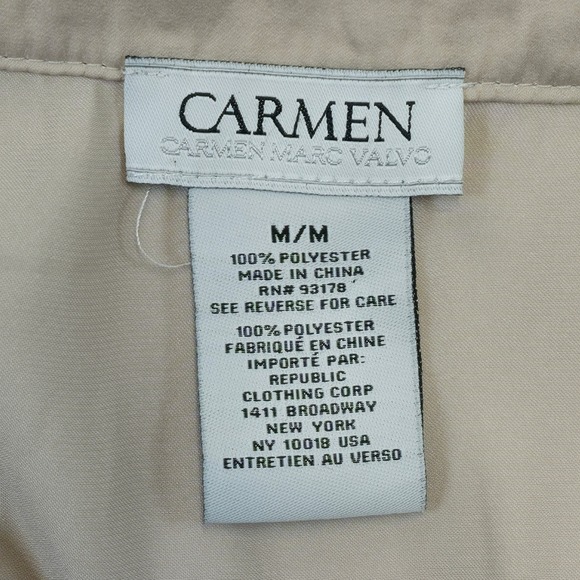 CARMEN
CARMEN MARC VALVO
M/M
100% POLYESTER
MADE IN CHINA
RN# 93178
SEE REVERSE FOR CARE
100% POLYESTER
FABRIQUÉ EN CHINE
IMPORTÉ PAR:
REPUBLIC
CLOTHING CORP
1411 BROADWAY
NEW YORK
NY 10018 USA
ENTRETIEN AU VERSO